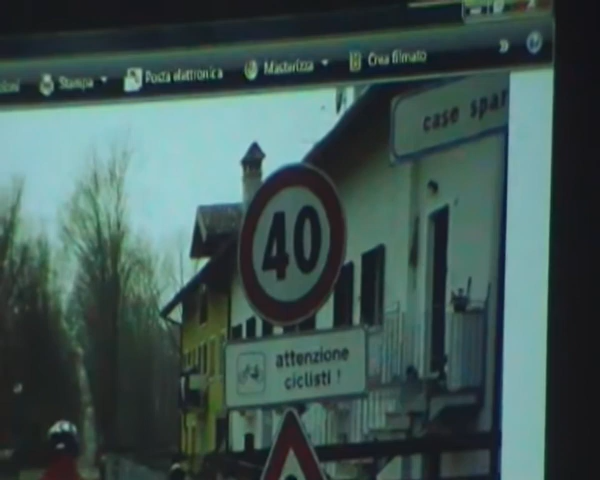 Stampa
Posta elettronica
Masterizza
Crea filmato
»
case spar
40
attenzione
ciclisti !